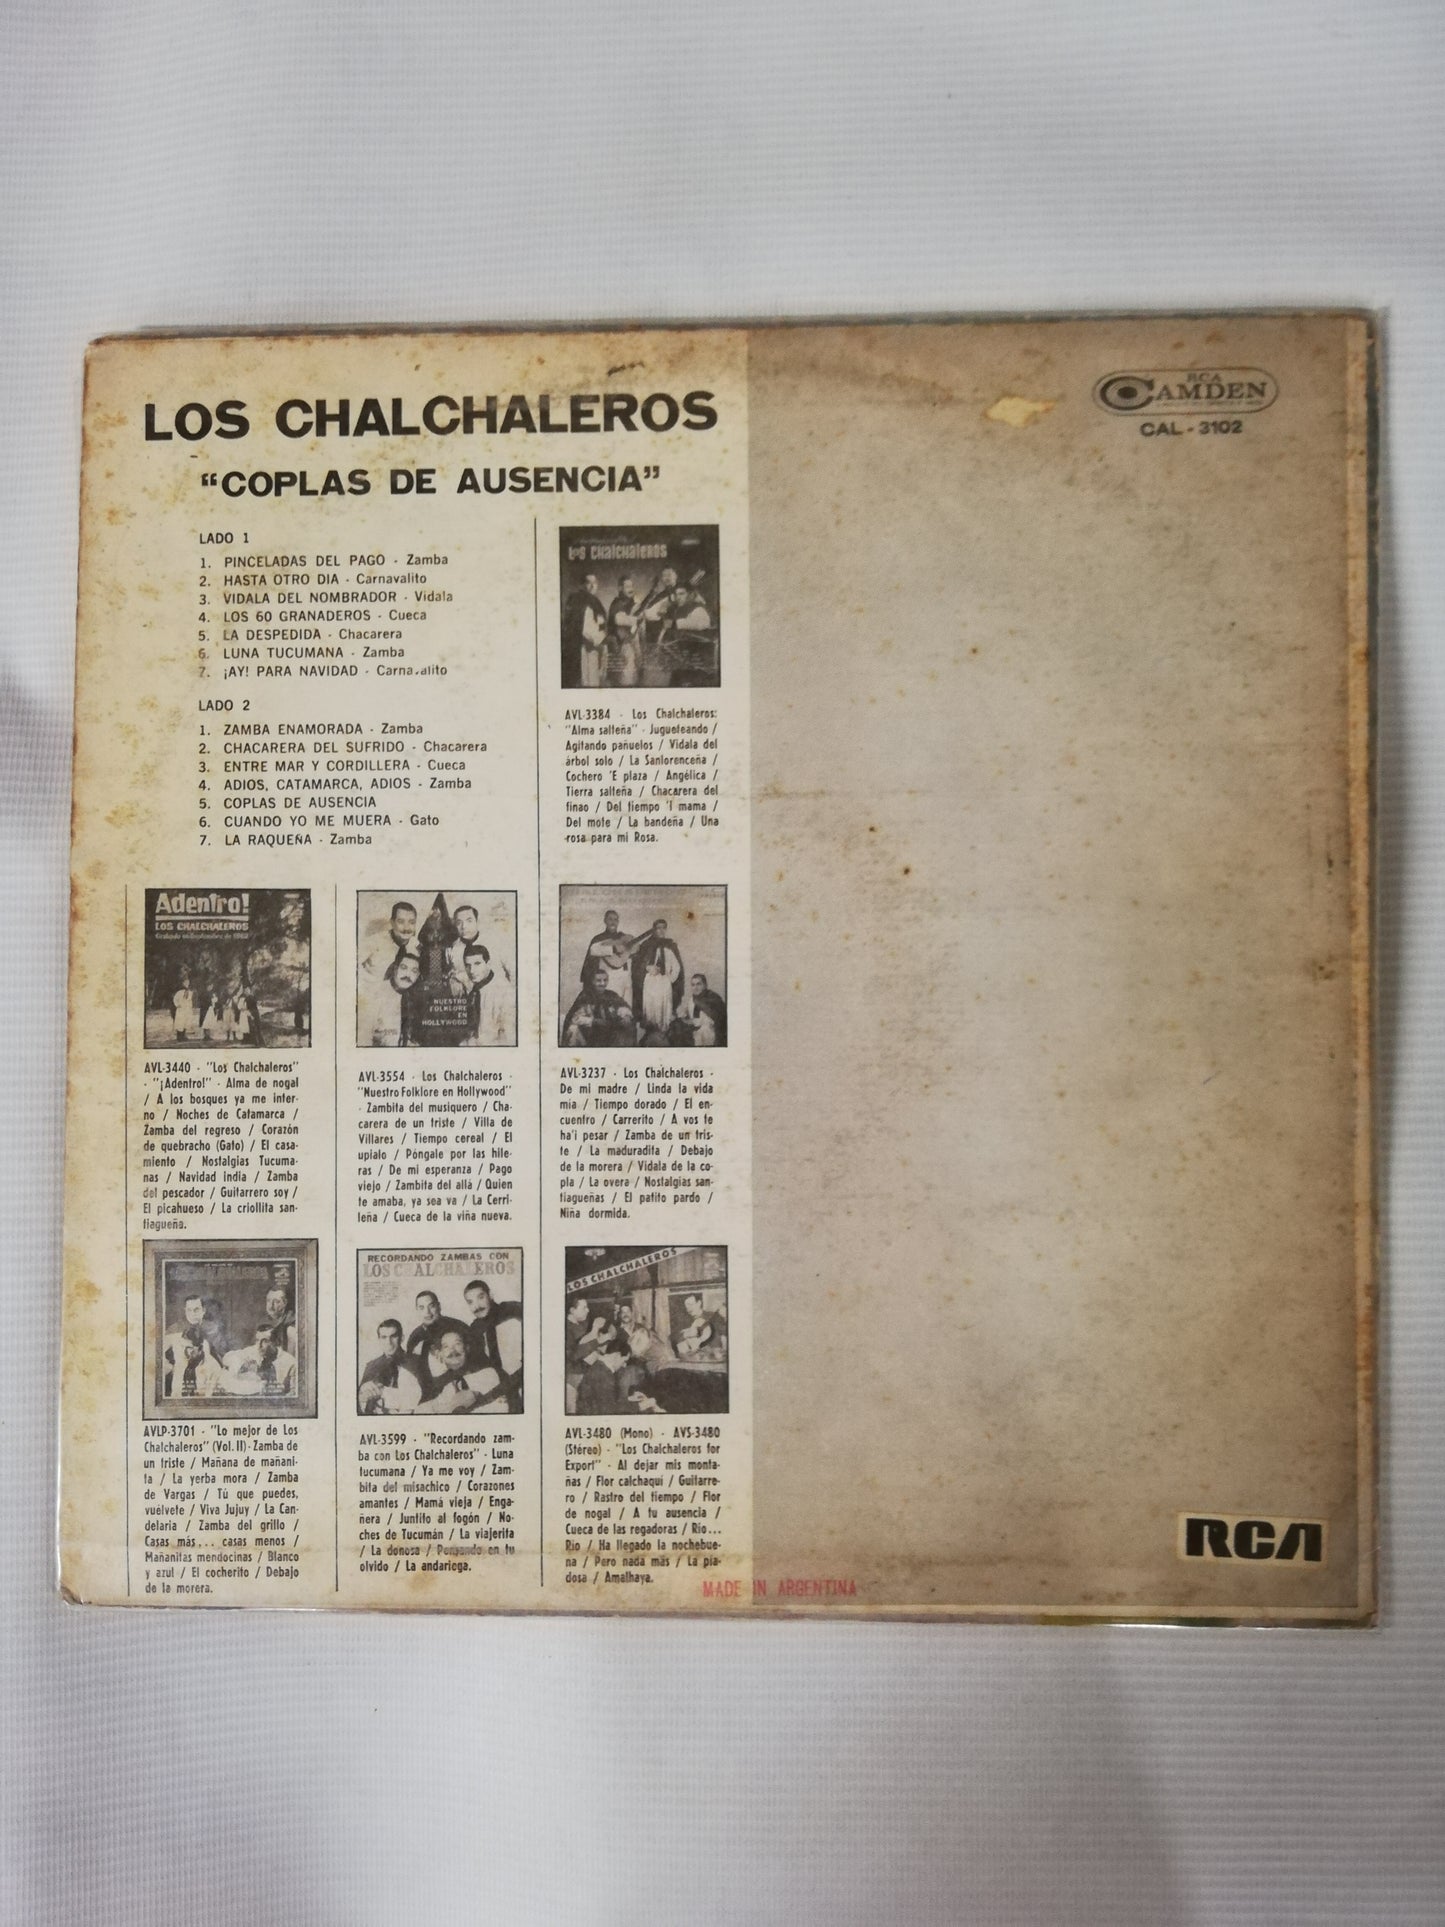 LOS CHALCHALEROS
“COPLAS DE AUSENCIA”
RCA
CAMDEN
CAL - 3102
LADO 1
1. PINCELADAS DEL PAGO - Zamba
2. HASTA OTRO DIA - Carnavalito
3. VIDALA DEL NOMBRADOR - Vidala
4. LOS 60 GRANADEROS - Cueca
5. LA DESPEDIDA - Chacarera
6. LUNA TUCUMANA - Zamba
7. ¡AY! PARA NAVIDAD - Carnavalito
LADO 2
1. ZAMBA ENAMORADA - Zamba
2. CHACARERA DEL SUFRIDO - Chacarera
3. ENTRE MAR Y CORDILLERA - Cueca
4. ADIOS, CATAMARCA, ADIOS - Zamba
5. COPLAS DE AUSENCIA
6. CUANDO YO ME MUERA - Gato
7. LA RAQUEÑA - Zamba
LOS CHALCHALEROS
AVL-3384 - Los Chalchaleros:
"Alma salteña" - Jugueteando /
Agitando pañuelos / Vidala del
árbol solo / La Sanlorenceña /
Cochero 'E plaza / Angélica /
Tierra salteña / Chacarera del
finao / Del tiempo 'i mama /
Del mote / La bandeña / Una
rosa para mi Rosa.
Adentro!
LOS CHALCHALEROS
AVL-3440 - "Los Chalchaleros"
- "¡Adentro!" - Alma de nogal
/ A los bosques ya me inter-
no / Noches de Catamarca /
Zamba del regreso / Corazón
de quebracho (Gato) / El casa-
miento / Nostalgias Tucuma-
nas / Navidad india / Zamba
del pescador / Guitarrero soy /
El picahueso / La criollita san-
tiagueña.
NUESTRO
FOLKLORE
EN
HOLLYWOOD
AVL-3554 - Los Chalchaleros -
"Nuestro Folklore en Hollywood"
- Zambita del musiquero / Cha-
carera de un triste / Villa de
Villares / Tiempo cereal / El
upialo / Póngale por las hile-
ras / De mi esperanza / Pago
viejo / Zambita del allá / Quien
te amaba, ya sea va / La Cerri-
leña / Cueca de la viña nueva.
AVL-3237 - Los Chalchaleros -
De mi madre / Linda la vida
mía / Tiempo dorado / El en-
cuentro / Carrerito / A vos te
ha'i pesar / Zamba de un tris-
te / La maduradita / Debajo
de la morera / Vidala de la co-
pla / La overa / Nostalgias san-
tiagueñas / El patito pardo /
Niña dormida.
AVLP-3701 - "Lo mejor de Los
Chalchaleros" (Vol. II) - Zamba de
un triste / Mañana de mañani-
ta / La yerba mora / Zamba
de Vargas / Tú que puedes,
vuélvete / Viva Jujuy / La Can-
delaria / Zamba del grillo /
Casas más... casas menos /
Mañanitas mendocinas / Blanco
y azul / El cocherito / Debajo
de la morera.
RECORDANDO ZAMBAS CON
LOS CHALCHALEROS
AVL-3599 - "Recordando zam-
ba con Los Chalchaleros" - Luna
tucumana / Ya me voy / Zam-
bita del misachico / Corazones
amantes / Mamá vieja / Enga-
ñera / Juntito al fogón / No-
ches de Tucumán / La viajerita
/ La donosa / Pensando en tu
olvido / La andariega.
LOS CHALCHALEROS
AVL-3480 (Mono) - AVS-3480
(Stéreo) - "Los Chalchaleros for
Export" - Al dejar mis monta-
ñas / Flor calchaquí / Guitarre-
ro / Rastro del tiempo / Flor
de nogal / A tu ausencia /
Cueca de las regadoras / Río...
Río / Ha llegado la nochebue-
na / Pero nada más / La pia-
dosa / Amalhaya.
MADE IN ARGENTINA
RCA